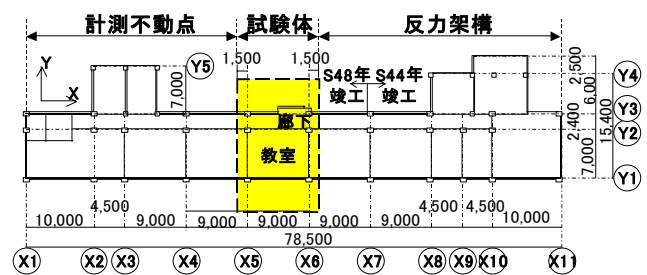 計測不動点 試験体 反力架構
1,500 1,500
Y
X
Y5
7,000
S48年 S44年
竣工 竣工
2,500
6,00
Y4
Y3
廊下
2,400
15,400
Y2
教室
7,000
Y1
4,500 4,500 4,500
10,000 9,000 9,000 9,000 9,000 9,000 10,000
78,500
X1 X2 X3 X4 X5 X6 X7 X8 X9 X10 X11